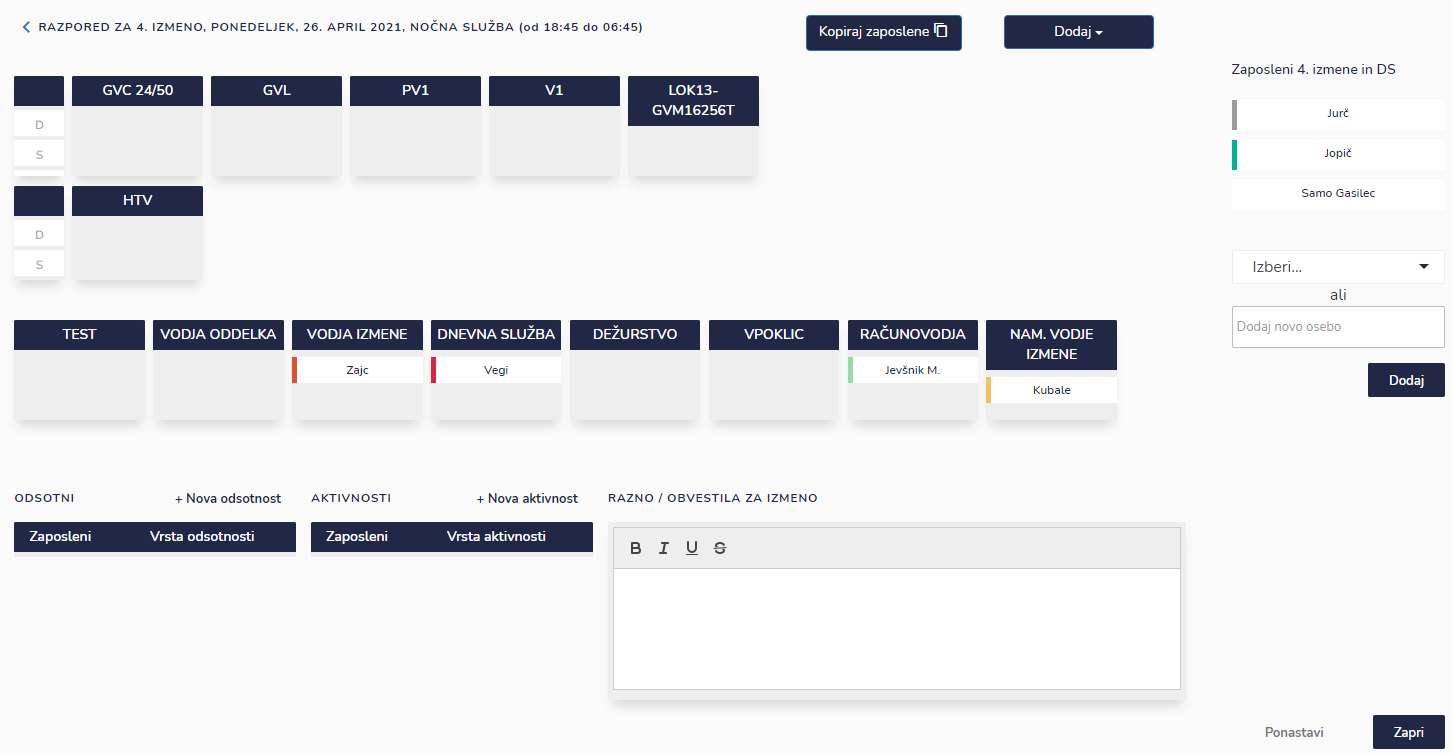 RAZPORED ZA 4. IZMENO, PONEDELJEK, 26. APRIL 2021, NOČNA SLUŽBA (od 18:45 do 06:45)
Kopiraj zaposlene
Dodaj
GVC 24/50
GVL
PV1
V1
LOK13-
GVM16256T
D
S
HTV
D
S
TEST
VODJA ODDELKA
VODJA IZMENE
Zajc
DNEVNA SLUŽBA
Vegi
DEŽURSTVO
VPOKLIC
RAČUNOVODJA
Jevšnik M.
NAM. VODJE
IZMENE
Kubale
ODSOTNI
+ Nova odsotnost
Zaposleni
Vrsta odsotnosti
AKTIVNOSTI
+ Nova aktivnost
Zaposleni
Vrsta aktivnosti
RAZNO / OBVESTILA ZA IZMENO
B I U S
Zaposleni 4. izmene in DS
Jurč
Jopič
Samo Gasilec
Izberi...
ali
Dodaj novo osebo
Dodaj
Ponastavi
Zapri